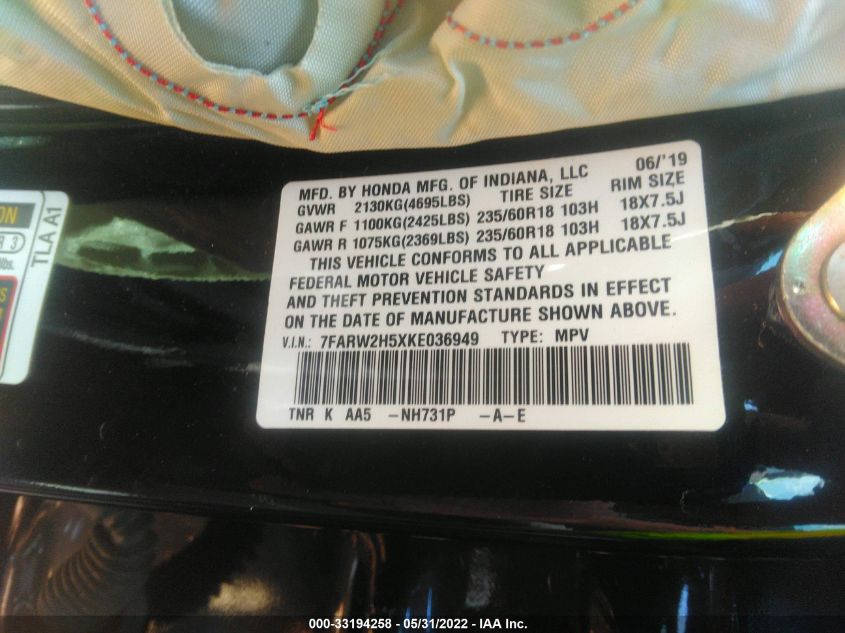 06/'19
MFD. BY HONDA MFG. OF INDIANA, LLC
GVWR 2130KG(4695LBS) TIRE SIZE RIM SIZE
GAWR F 1100KG(2425LBS) 235/60R18 103H 18X7.5J
GAWR R 1075KG(2369LBS) 235/60R18 103H 18X7.5J
THIS VEHICLE CONFORMS TO ALL APPLICABLE
FEDERAL MOTOR VEHICLE SAFETY
AND THEFT PREVENTION STANDARDS IN EFFECT
ON THE DATE OF MANUFACTURE SHOWN ABOVE.
V.I.N.: 7FARW2H5XKE036949 TYPE: MPV
TNR K AA5 -NH731P -A-E
TLA A1
ON
R 3
lbs.
S
000-33194258 - 05/31/2022 - IAA Inc.